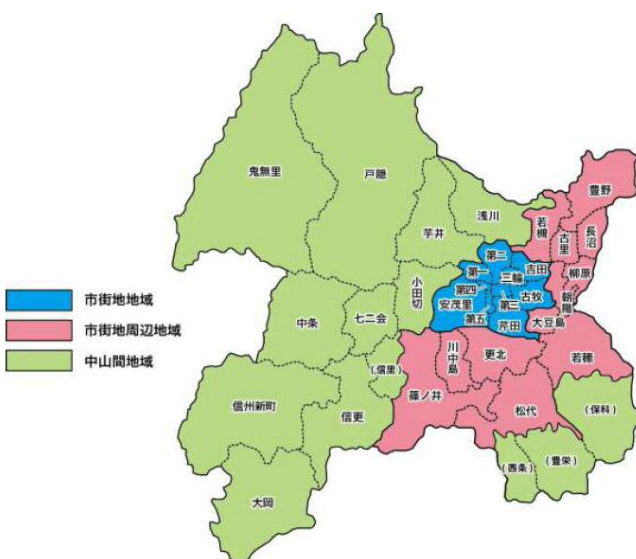 豊野
鬼無里
戸隠
浅川
若槻
古里
長沼
芋井
第二
吉田
柳原
第一
三輪
小田切
第四
古牧
朝陽
安茂里
第三
大豆島
第五
芹田
市街地地域
市街地周辺地域
中山間地域
中条
七二会
(信里)
川中島
更北
若穂
信州新町
信更
篠ノ井
松代
(保科)
(西条)
(豊栄)
大岡